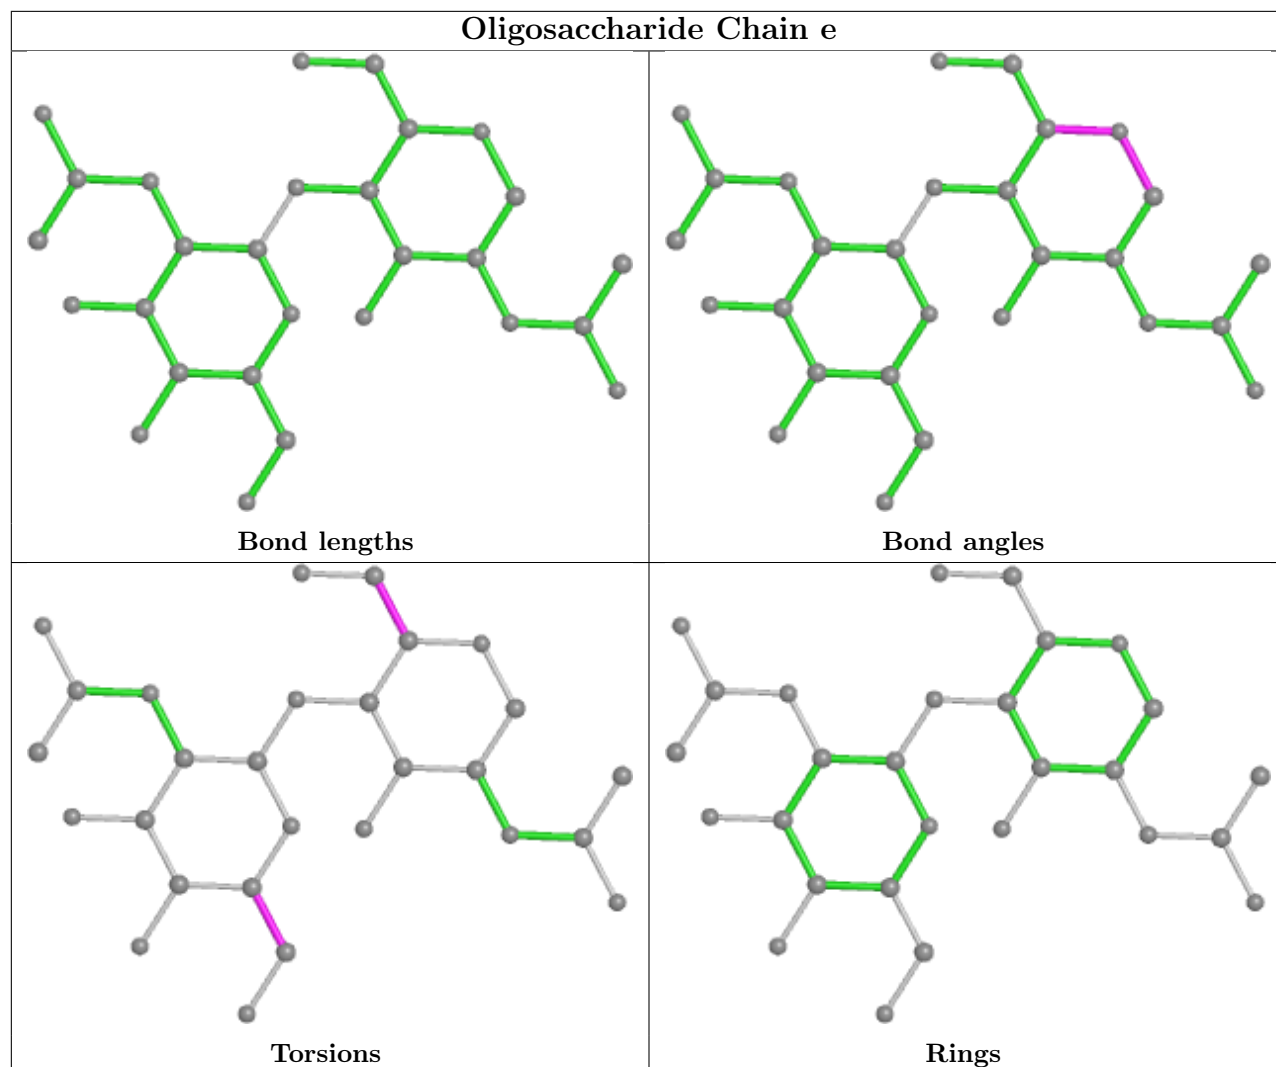 Oligosaccharide Chain e
Bond lengths
Bond angles
Torsions
Rings